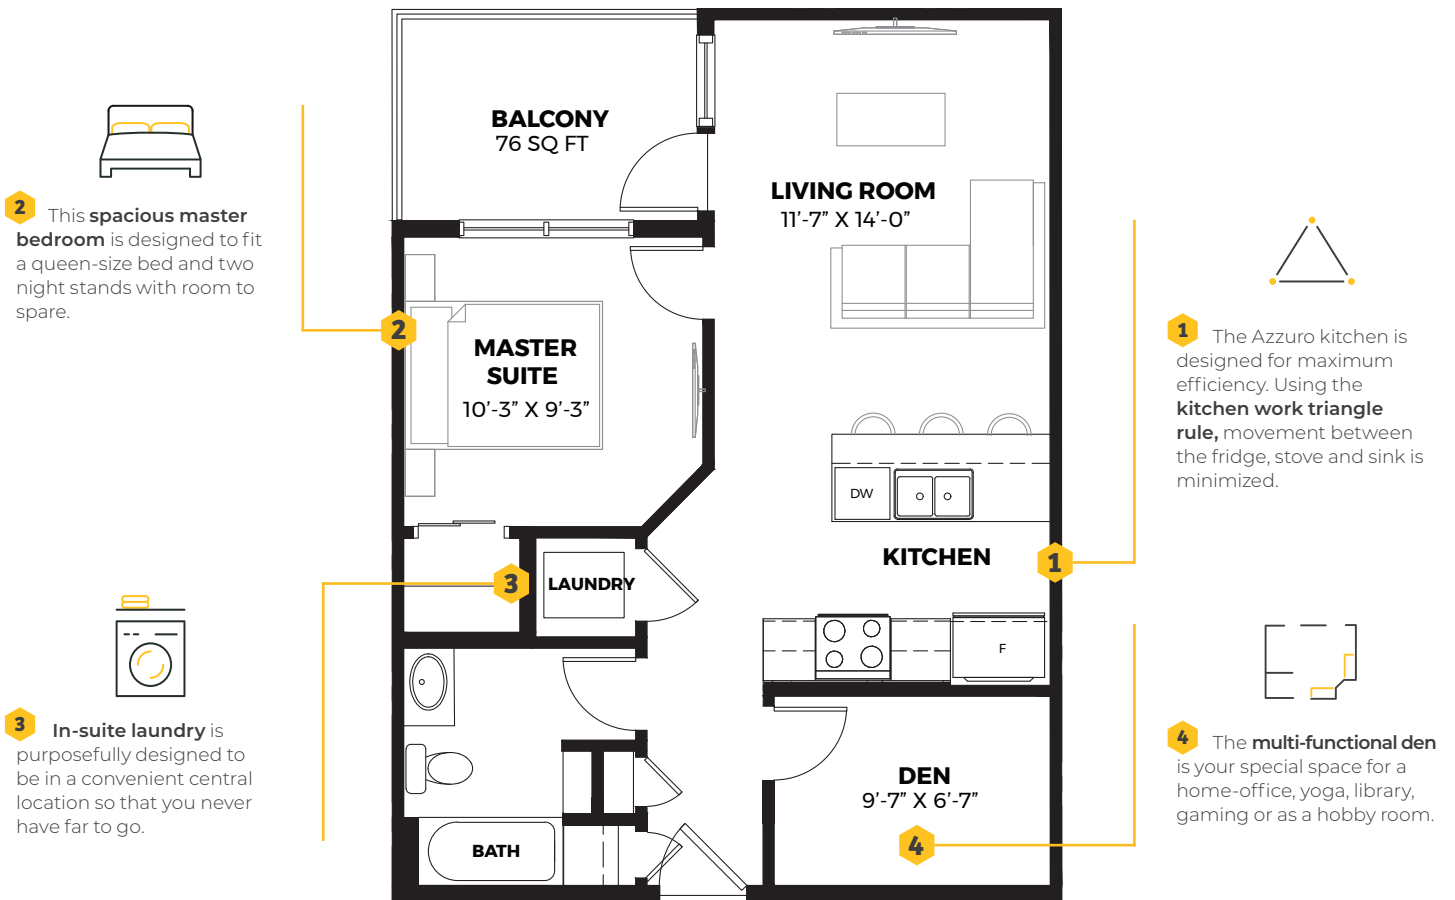 BALCONY
76 SQ FT
LIVING ROOM
11’-7” X 14’-0”
2
This spacious master
bedroom is designed to fit
a queen-size bed and two
night stands with room to
spare.
2
MASTER
SUITE
10’-3” X 9’-3”
1
The Azzuro kitchen is
designed for maximum
efficiency. Using the
kitchen work triangle
rule, movement between
the fridge, stove and sink is
minimized.
DW
KITCHEN
1
3
LAUNDRY
F
3
In-suite laundry is
purposefully designed to
be in a convenient central
location so that you never
have far to go.
4
The multi-functional den
is your special space for a
home-office, yoga, library,
gaming or as a hobby room.
DEN
9’-7” X 6’-7”
4
BATH